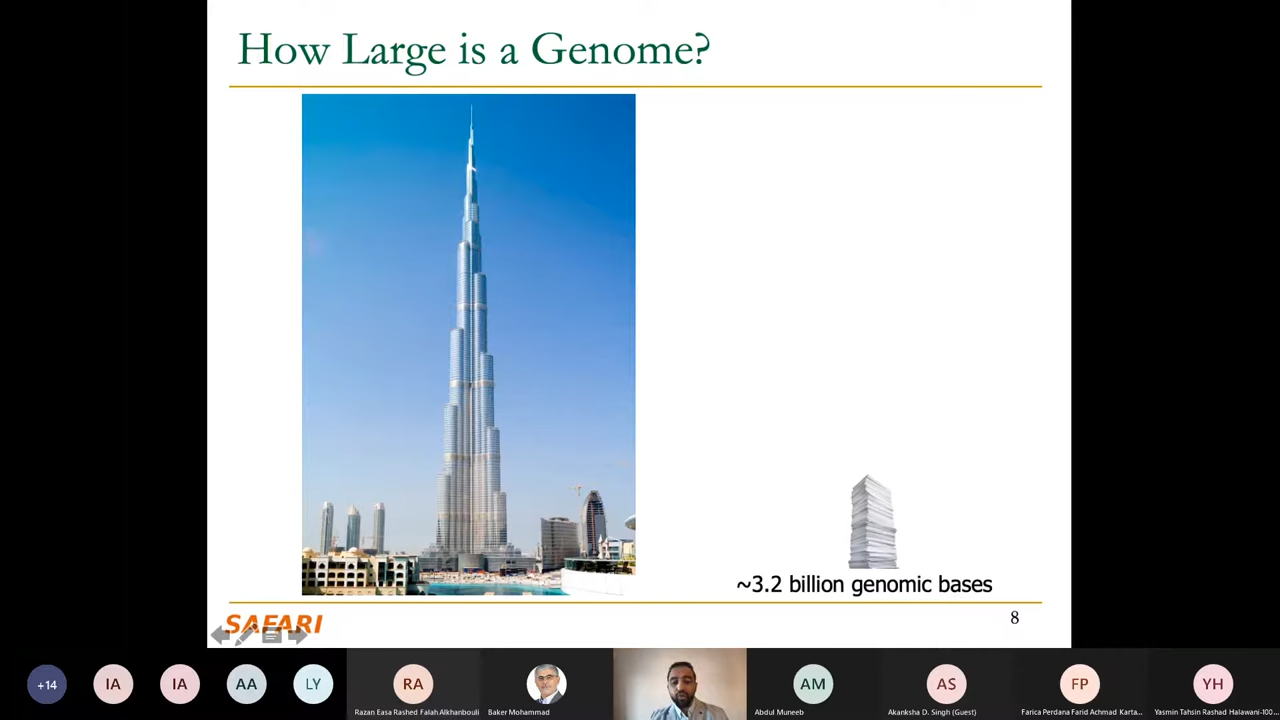 How Large is a Genome?
~3.2 billion genomic bases
SAFARI
8
+14
IA
IA
AA
LY
RA
AM
AS
FP
YH
Razan Easa Rashed Falah Alkhanbouli
Baker Mohammad
Abdul Muneeb
Akanksha D. Singh (Guest)
Farica Perdana Farid Achmad Karta...
Yasmin Tahsin Rashad Halawani-100...